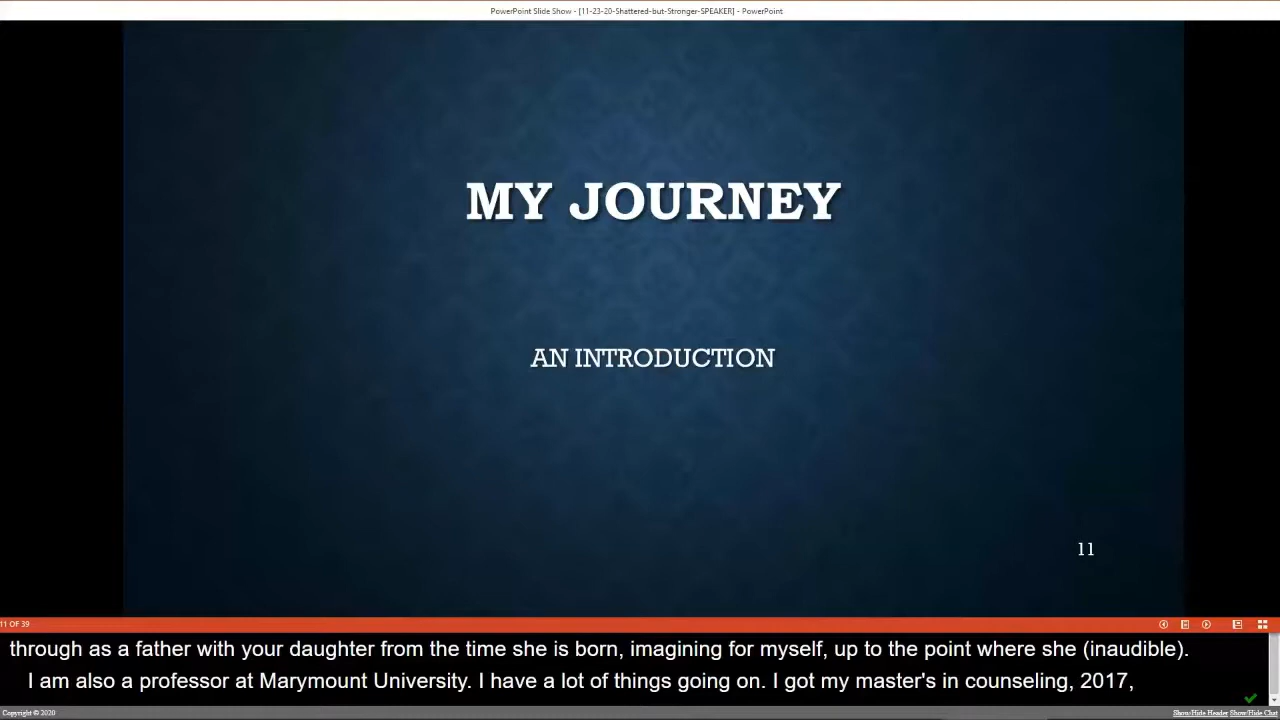 PowerPoint Slide Show - [11-23-20-Shattered-but-Stronger-SPEAKER] - PowerPoint
MY JOURNEY
AN INTRODUCTION
11
11 OF 39
through as a father with your daughter from the time she is born, imagining for myself, up to the point where she (inaudible).
I am also a professor at Marymount University. I have a lot of things going on. I got my master's in counseling, 2017,
Copyright © 2020
Show/Hide Header Show/Hide Chat